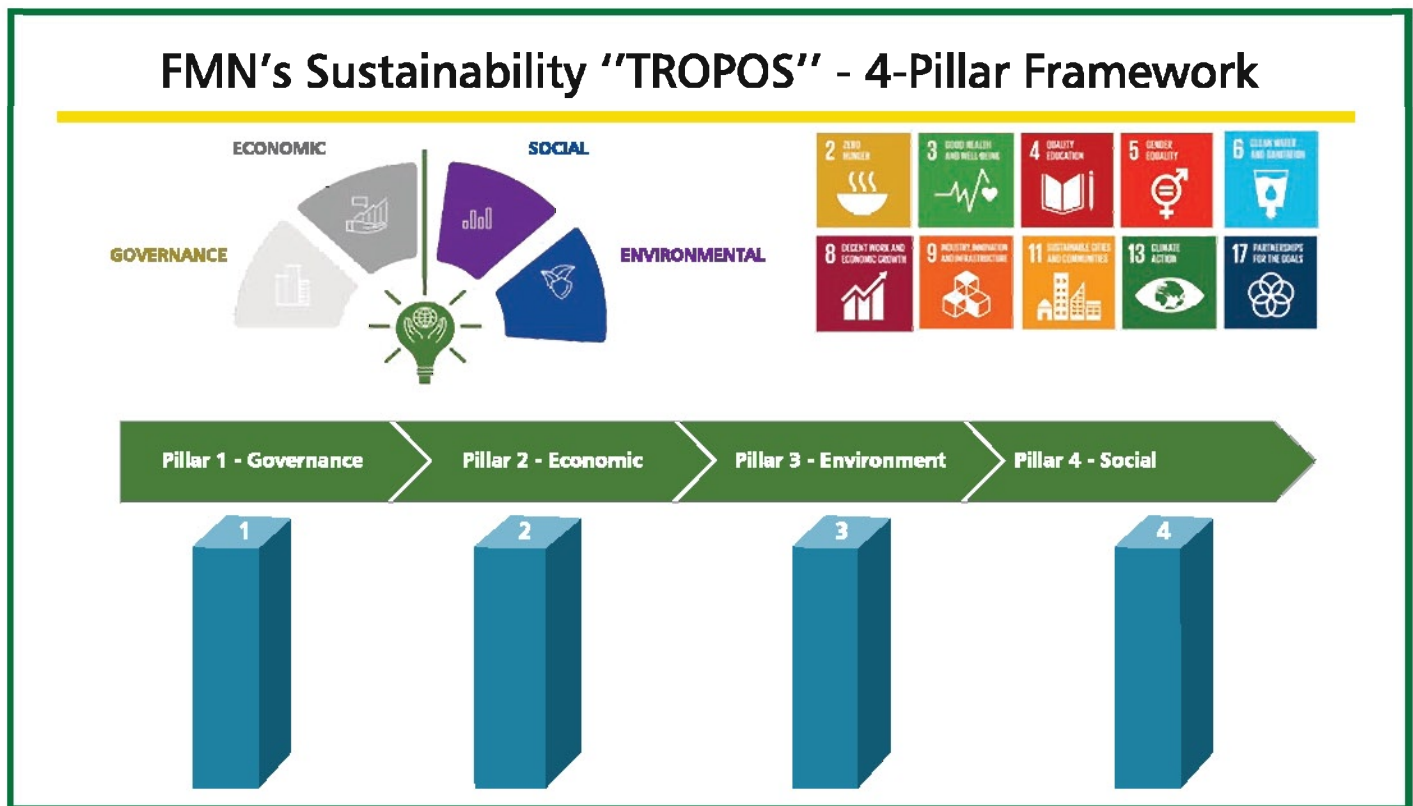 FMN's Sustainability "TROPOS" - 4-Pillar Framework
ECONOMIC
SOCIAL
GOVERNANCE
ENVIRONMENTAL
2 ZERO
HUNGER
3 GOOD HEALTH
AND WELL-BEING
4 QUALITY
EDUCATION
5 GENDER
EQUALITY
6 CLEAN WATER
AND SANITATION
8 DECENT WORK AND
ECONOMIC GROWTH
9 INDUSTRY, INNOVATION
AND INFRASTRUCTURE
11 SUSTAINABLE CITIES
AND COMMUNITIES
13 CLIMATE
ACTION
17 PARTNERSHIPS
FOR THE GOALS
Pillar 1 - Governance
Pillar 2 - Economic
Pillar 3 - Environment
Pillar 4 - Social
1
2
3
4